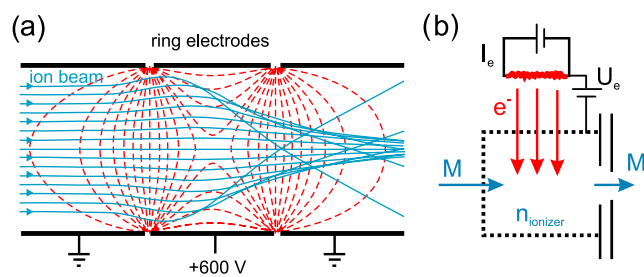 (a)
ring electrodes
ion beam
+600 V
(b)
I_e
U_e
e^-
M
n_ionizer
M